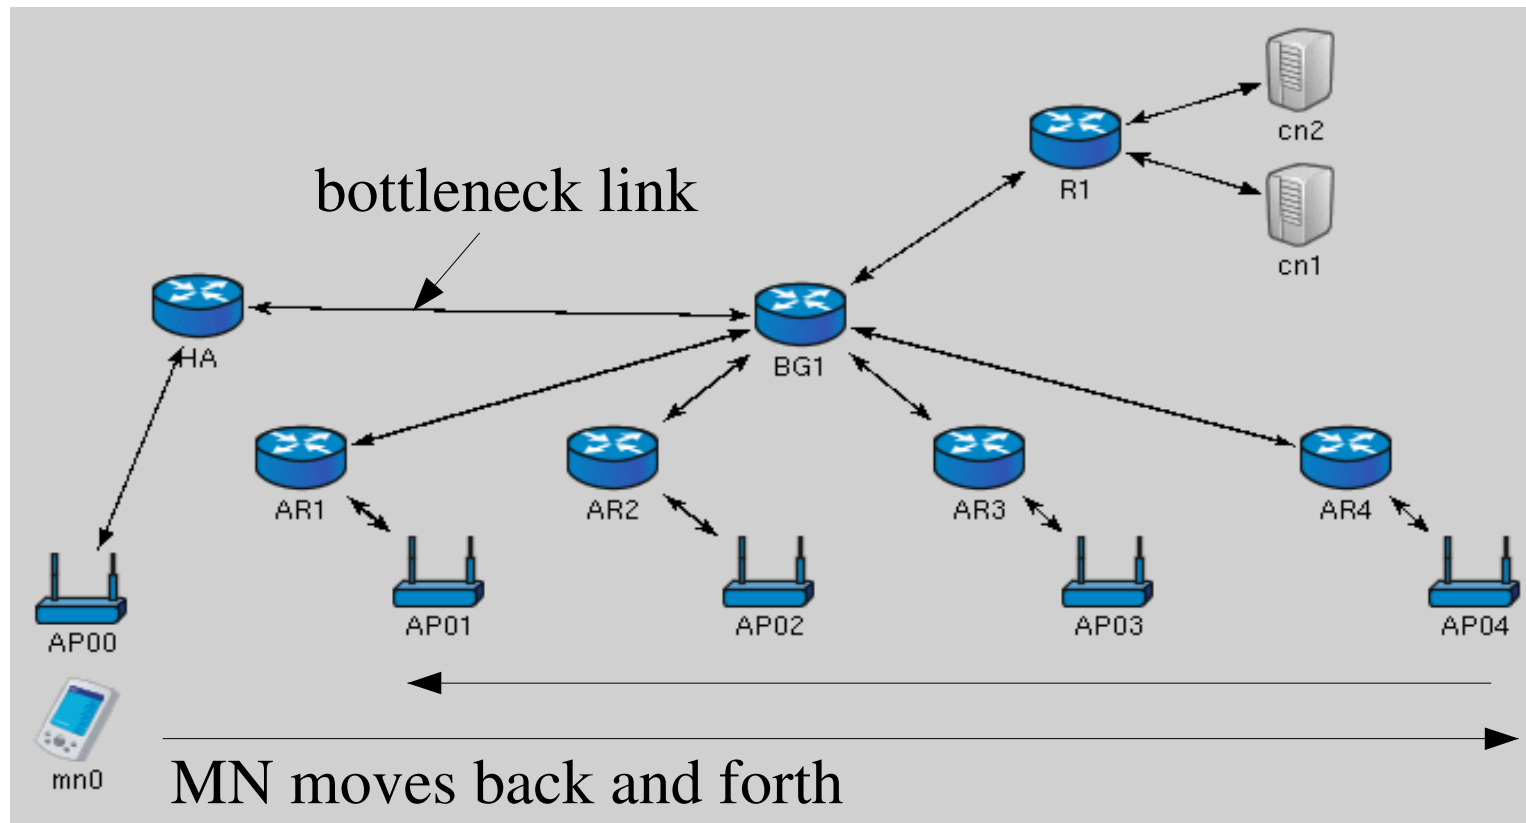 cn2
bottleneck link
R1
cn1
HA
BG1
AR1
AR2
AR3
AR4
AP00
AP01
AP02
AP03
AP04
mn0
MN moves back and forth